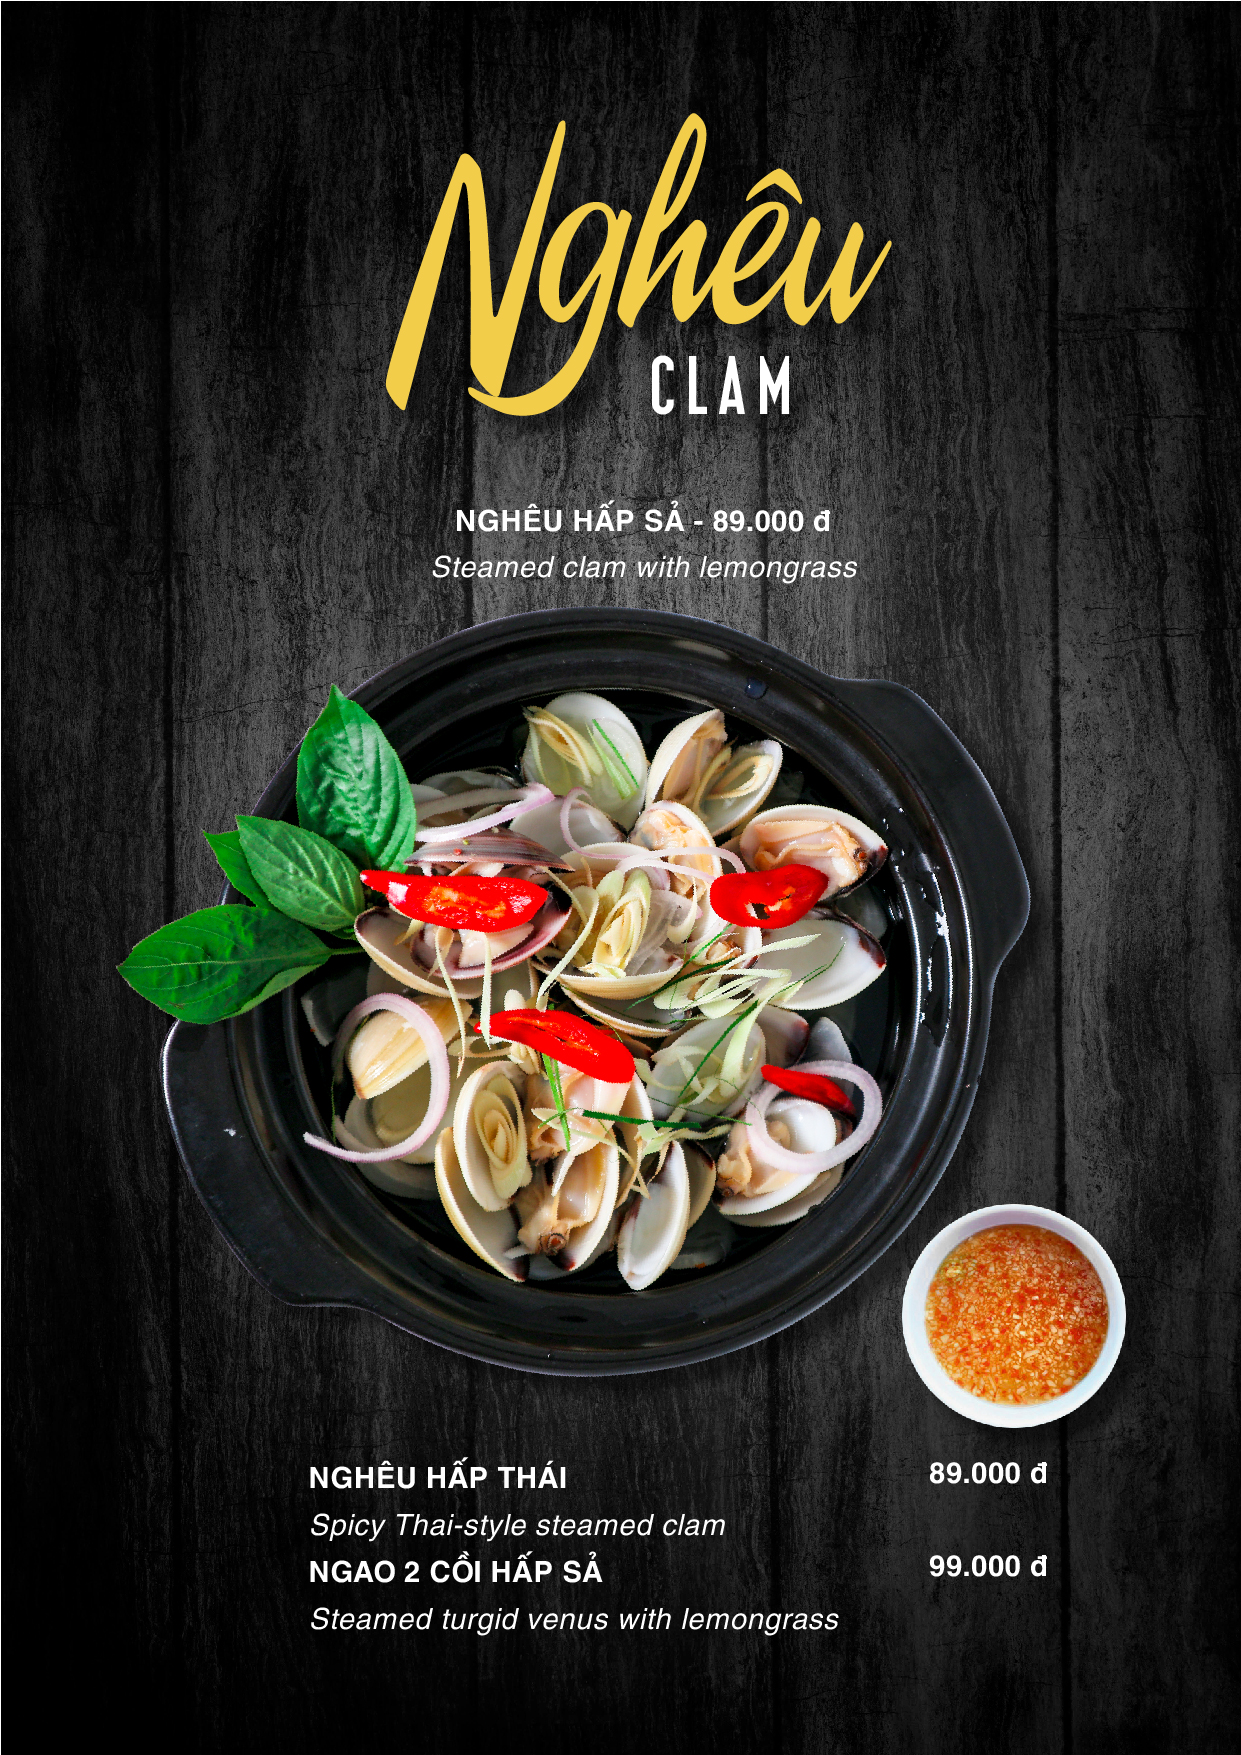 Nghêu
CLAM
NGHÊU HẤP SẢ - 89.000 đ
Steamed clam with lemongrass
NGHÊU HẤP THÁI 89.000 đ
Spicy Thai-style steamed clam
NGAO 2 CỒI HẤP SẢ 99.000 đ
Steamed turgid venus with lemongrass